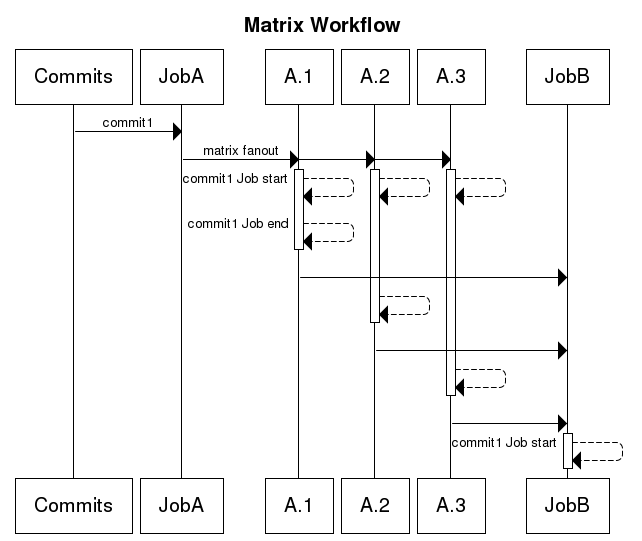 Matrix Workflow
Commits JobA A.1 A.2 A.3 JobB
commit1
matrix fanout
commit1 Job start
commit1 Job end
commit1 Job start
Commits JobA A.1 A.2 A.3 JobB